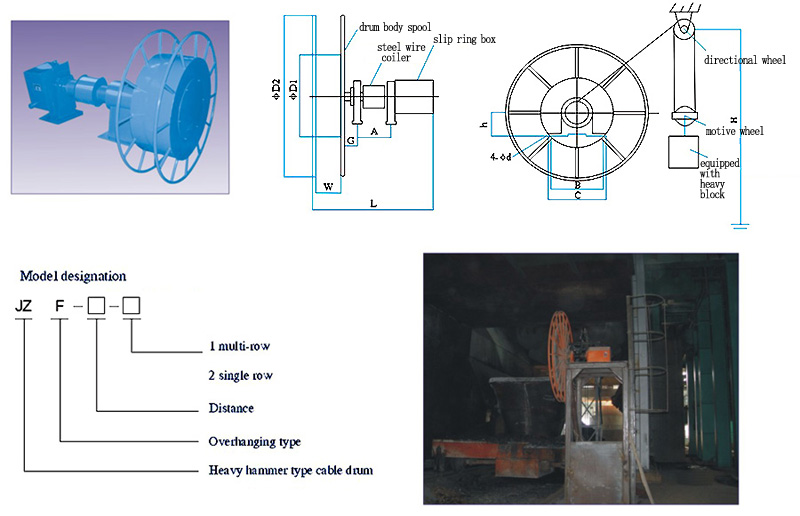 ΦD2
ΦD1
drum body spool
steel wire
coiler
slip ring box
A
G
W
L
h
4-Φd
B
C
directional wheel
H
motive wheel
equipped
with
heavy
block
Model designation
JZ F - □ - □
1 multi-row
2 single row
Distance
Overhanging type
Heavy hammer type cable drum